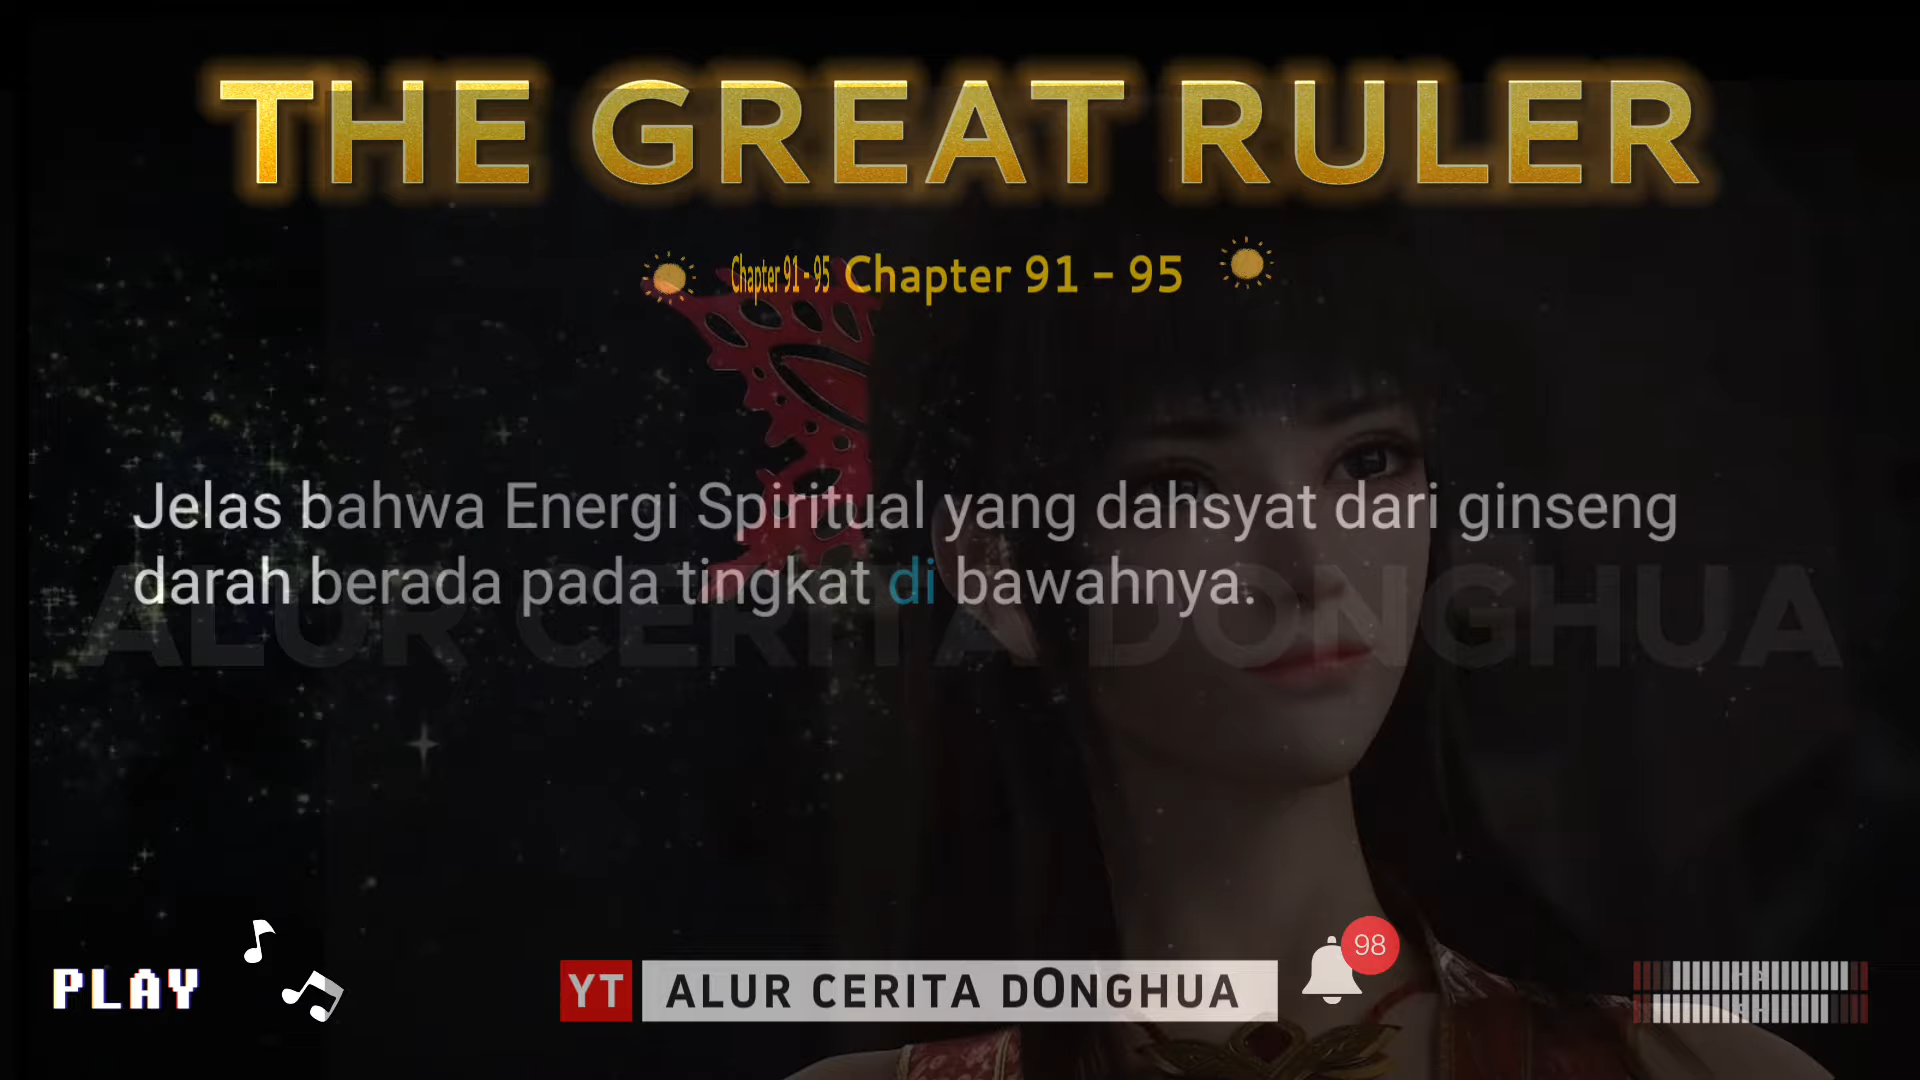 THE GREAT RULER
Chapter 91 - 95 Chapter 91 - 95
Jelas bahwa Energi Spiritual yang dahsyat dari ginseng
darah berada pada tingkat di bawahnya.
ALUR CERITA DONGHUA
PLAY
YT ALUR CERITA DONGHUA
98